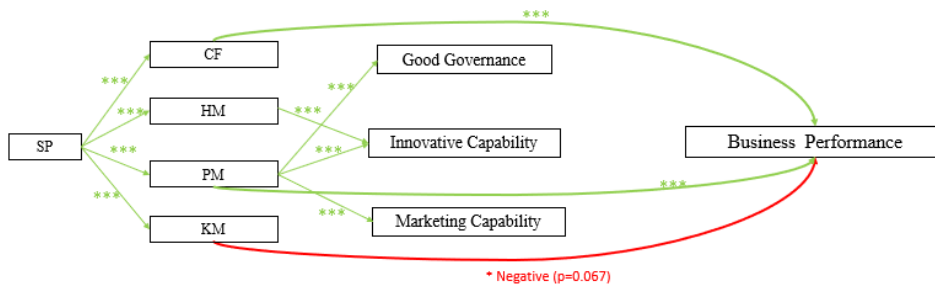 ***
CF
Good Governance
***
***
HM
***
***
SP
Innovative Capability
Business Performance
***
***
PM
***
***
***
Marketing Capability
KM
* Negative (p=0.067)